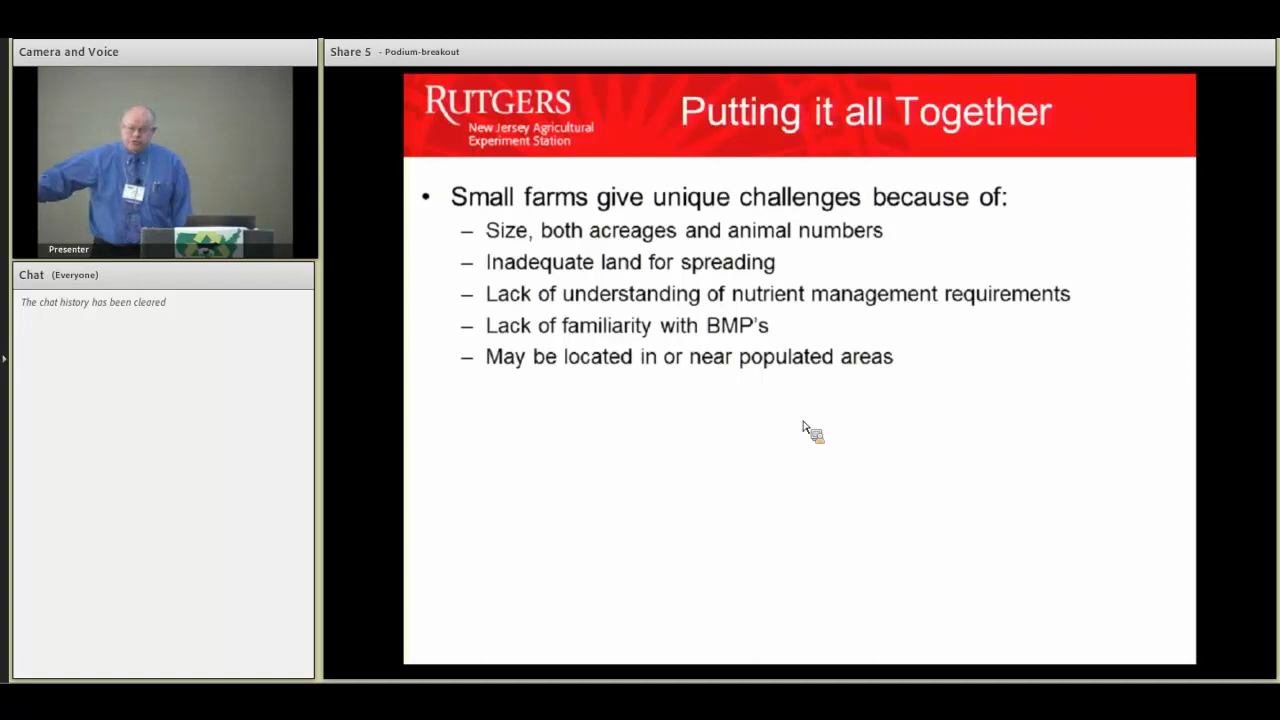 Camera and Voice
Presenter
Chat (Everyone)
The chat history has been cleared
Share 5 - Podium-breakout
RUTGERS
New Jersey Agricultural
Experiment Station
Putting it all Together
• Small farms give unique challenges because of:
– Size, both acreages and animal numbers
– Inadequate land for spreading
– Lack of understanding of nutrient management requirements
– Lack of familiarity with BMP's
– May be located in or near populated areas